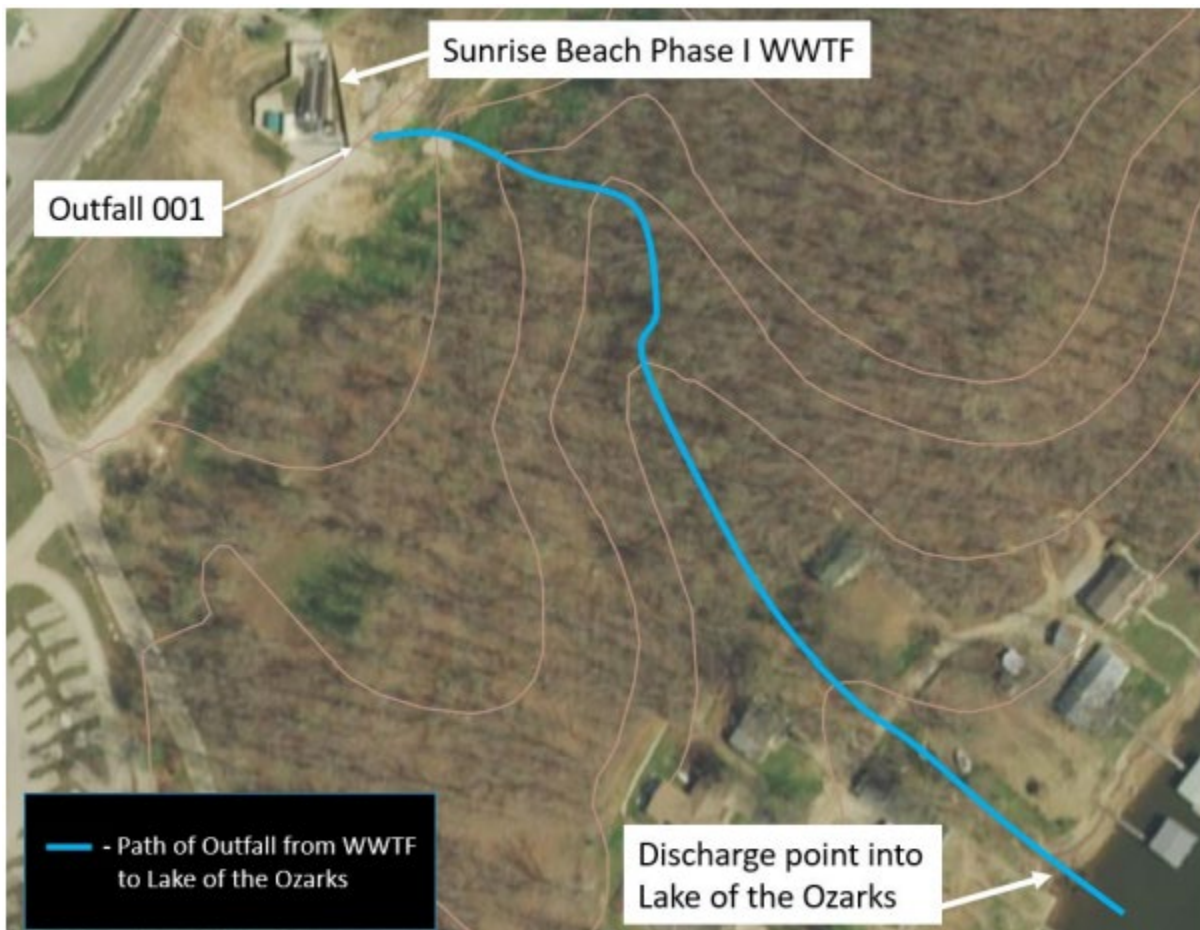 Sunrise Beach Phase I WWTF
Outfall 001
- Path of Outfall from WWTF
to Lake of the Ozarks
Discharge point into
Lake of the Ozarks